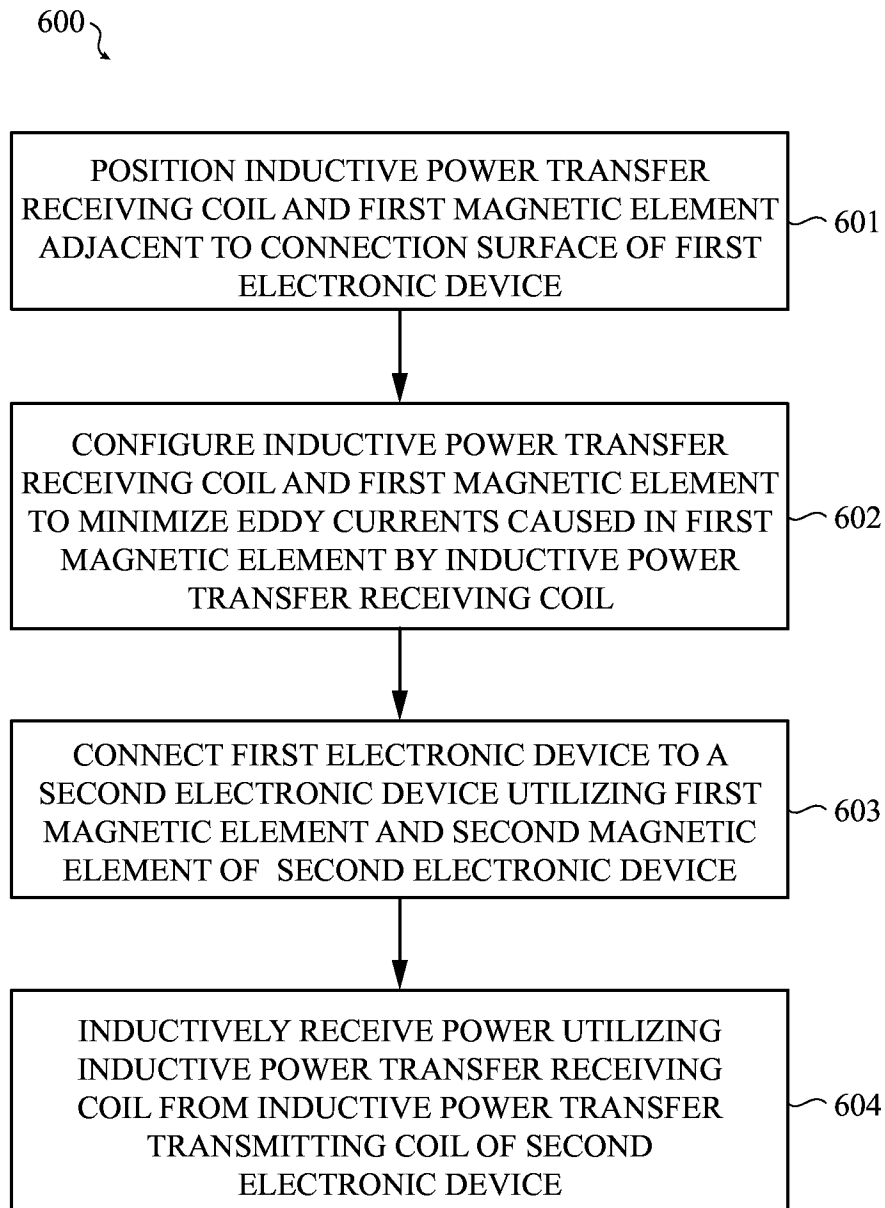 600
POSITION INDUCTIVE POWER TRANSFER
RECEIVING COIL AND FIRST MAGNETIC ELEMENT
ADJACENT TO CONNECTION SURFACE OF FIRST
ELECTRONIC DEVICE
601
CONFIGURE INDUCTIVE POWER TRANSFER
RECEIVING COIL AND FIRST MAGNETIC ELEMENT
TO MINIMIZE EDDY CURRENTS CAUSED IN FIRST
MAGNETIC ELEMENT BY INDUCTIVE POWER
TRANSFER RECEIVING COIL
602
CONNECT FIRST ELECTRONIC DEVICE TO A
SECOND ELECTRONIC DEVICE UTILIZING FIRST
MAGNETIC ELEMENT AND SECOND MAGNETIC
ELEMENT OF SECOND ELECTRONIC DEVICE
603
INDUCTIVELY RECEIVE POWER UTILIZING
INDUCTIVE POWER TRANSFER RECEIVING
COIL FROM INDUCTIVE POWER TRANSFER
TRANSMITTING COIL OF SECOND
ELECTRONIC DEVICE
604